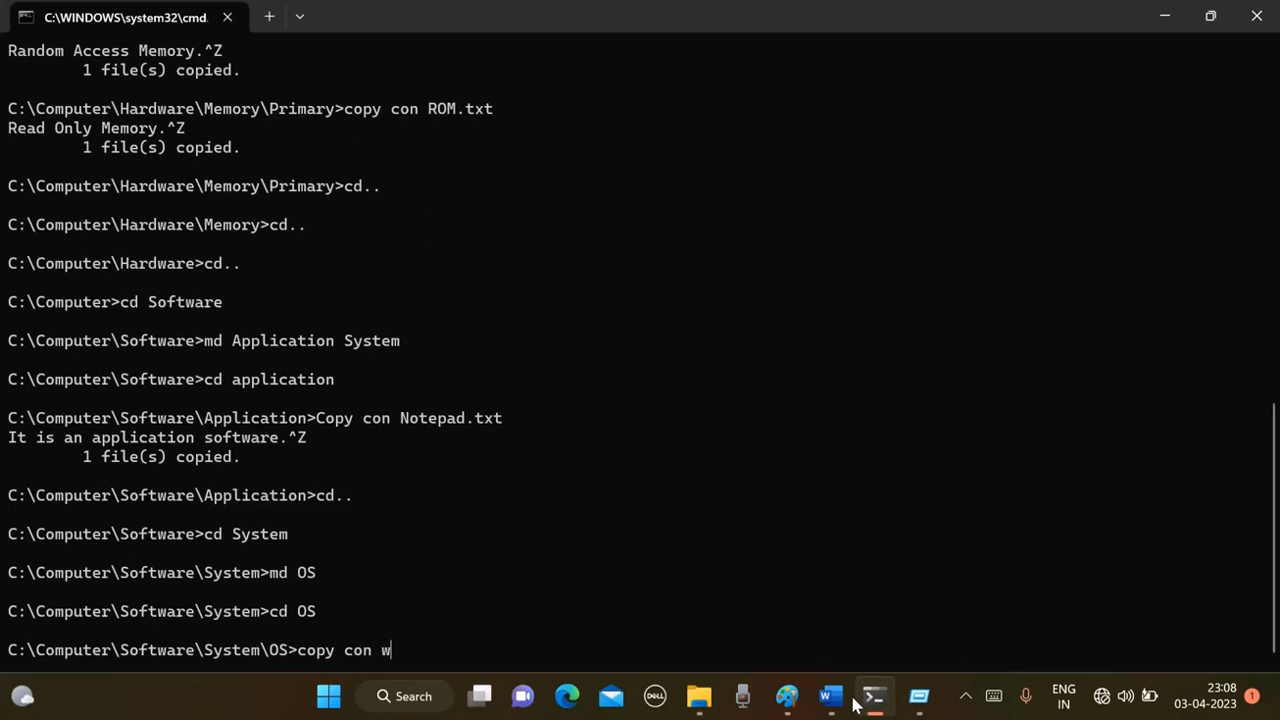 C:\WINDOWS\system32\cmd.
Random Access Memory.^Z
1 file(s) copied.
C:\Computer\Hardware\Memory\Primary>copy con ROM.txt
Read Only Memory.^Z
1 file(s) copied.
C:\Computer\Hardware\Memory\Primary>cd..
C:\Computer\Hardware\Memory>cd..
C:\Computer\Hardware>cd..
C:\Computer>cd Software
C:\Computer\Software>md Application System
C:\Computer\Software>cd application
C:\Computer\Software\Application>Copy con Notepad.txt
It is an application software.^Z
1 file(s) copied.
C:\Computer\Software\Application>cd..
C:\Computer\Software>cd System
C:\Computer\Software\System>md OS
C:\Computer\Software\System>cd OS
C:\Computer\Software\System\OS>copy con w
Search
DELL
W
ENG
IN
23:08
03-04-2023
1